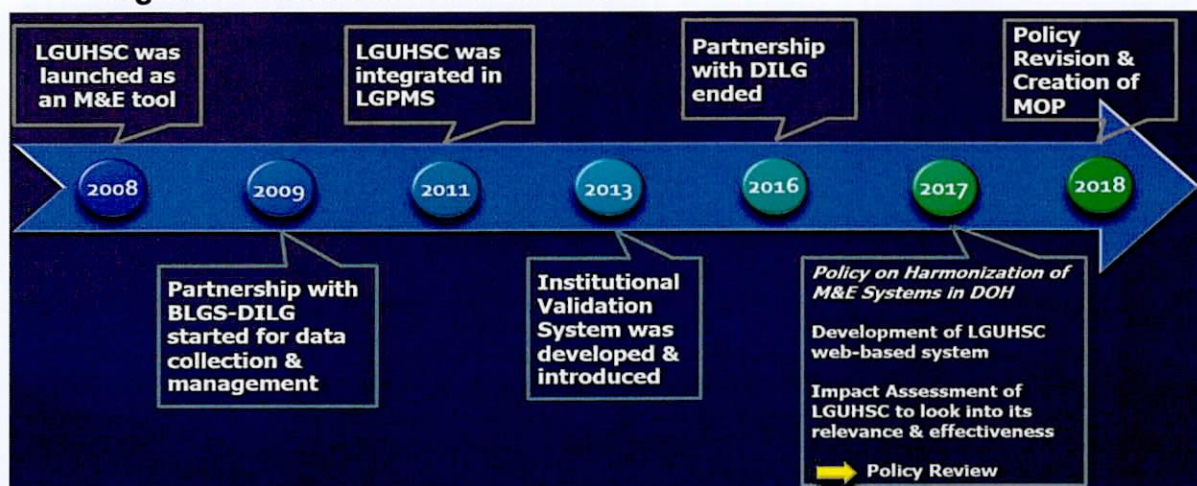 LGUHSC was
launched as
an M&E tool
LGUHSC was
integrated in
LGPMS
Partnership
with DILG
ended
Policy
Revision &
Creation of
MOP
2008
2009
2011
2013
2016
2017
2018
Partnership with
BLGS-DILG
started for data
collection &
management
Institutional
Validation
System was
developed &
introduced
Policy on Harmonization of
M&E Systems in DOH
Development of LGUHSC
web-based system
Impact Assessment of
LGUHSC to look into its
relevance & effectiveness
Policy Review